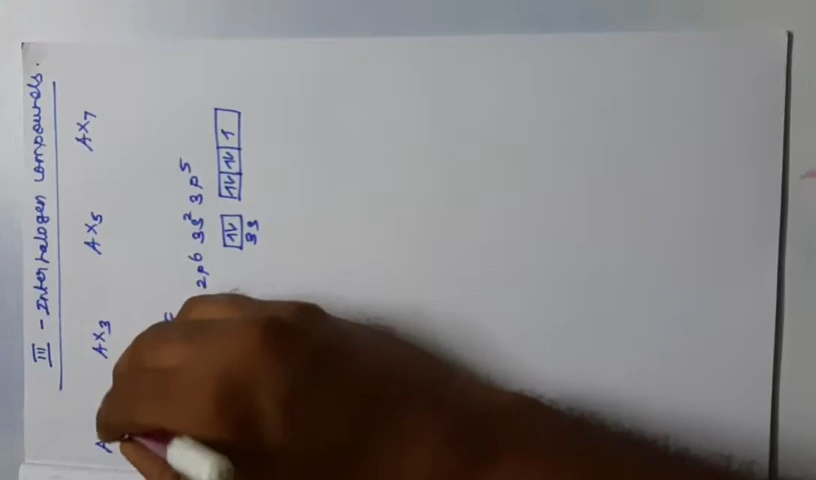 III - Interhalogen compounds.
AX3 AX5 AX7
2p6 3s2 3p5
⥮ ⥮ ⥮ ↑
3s